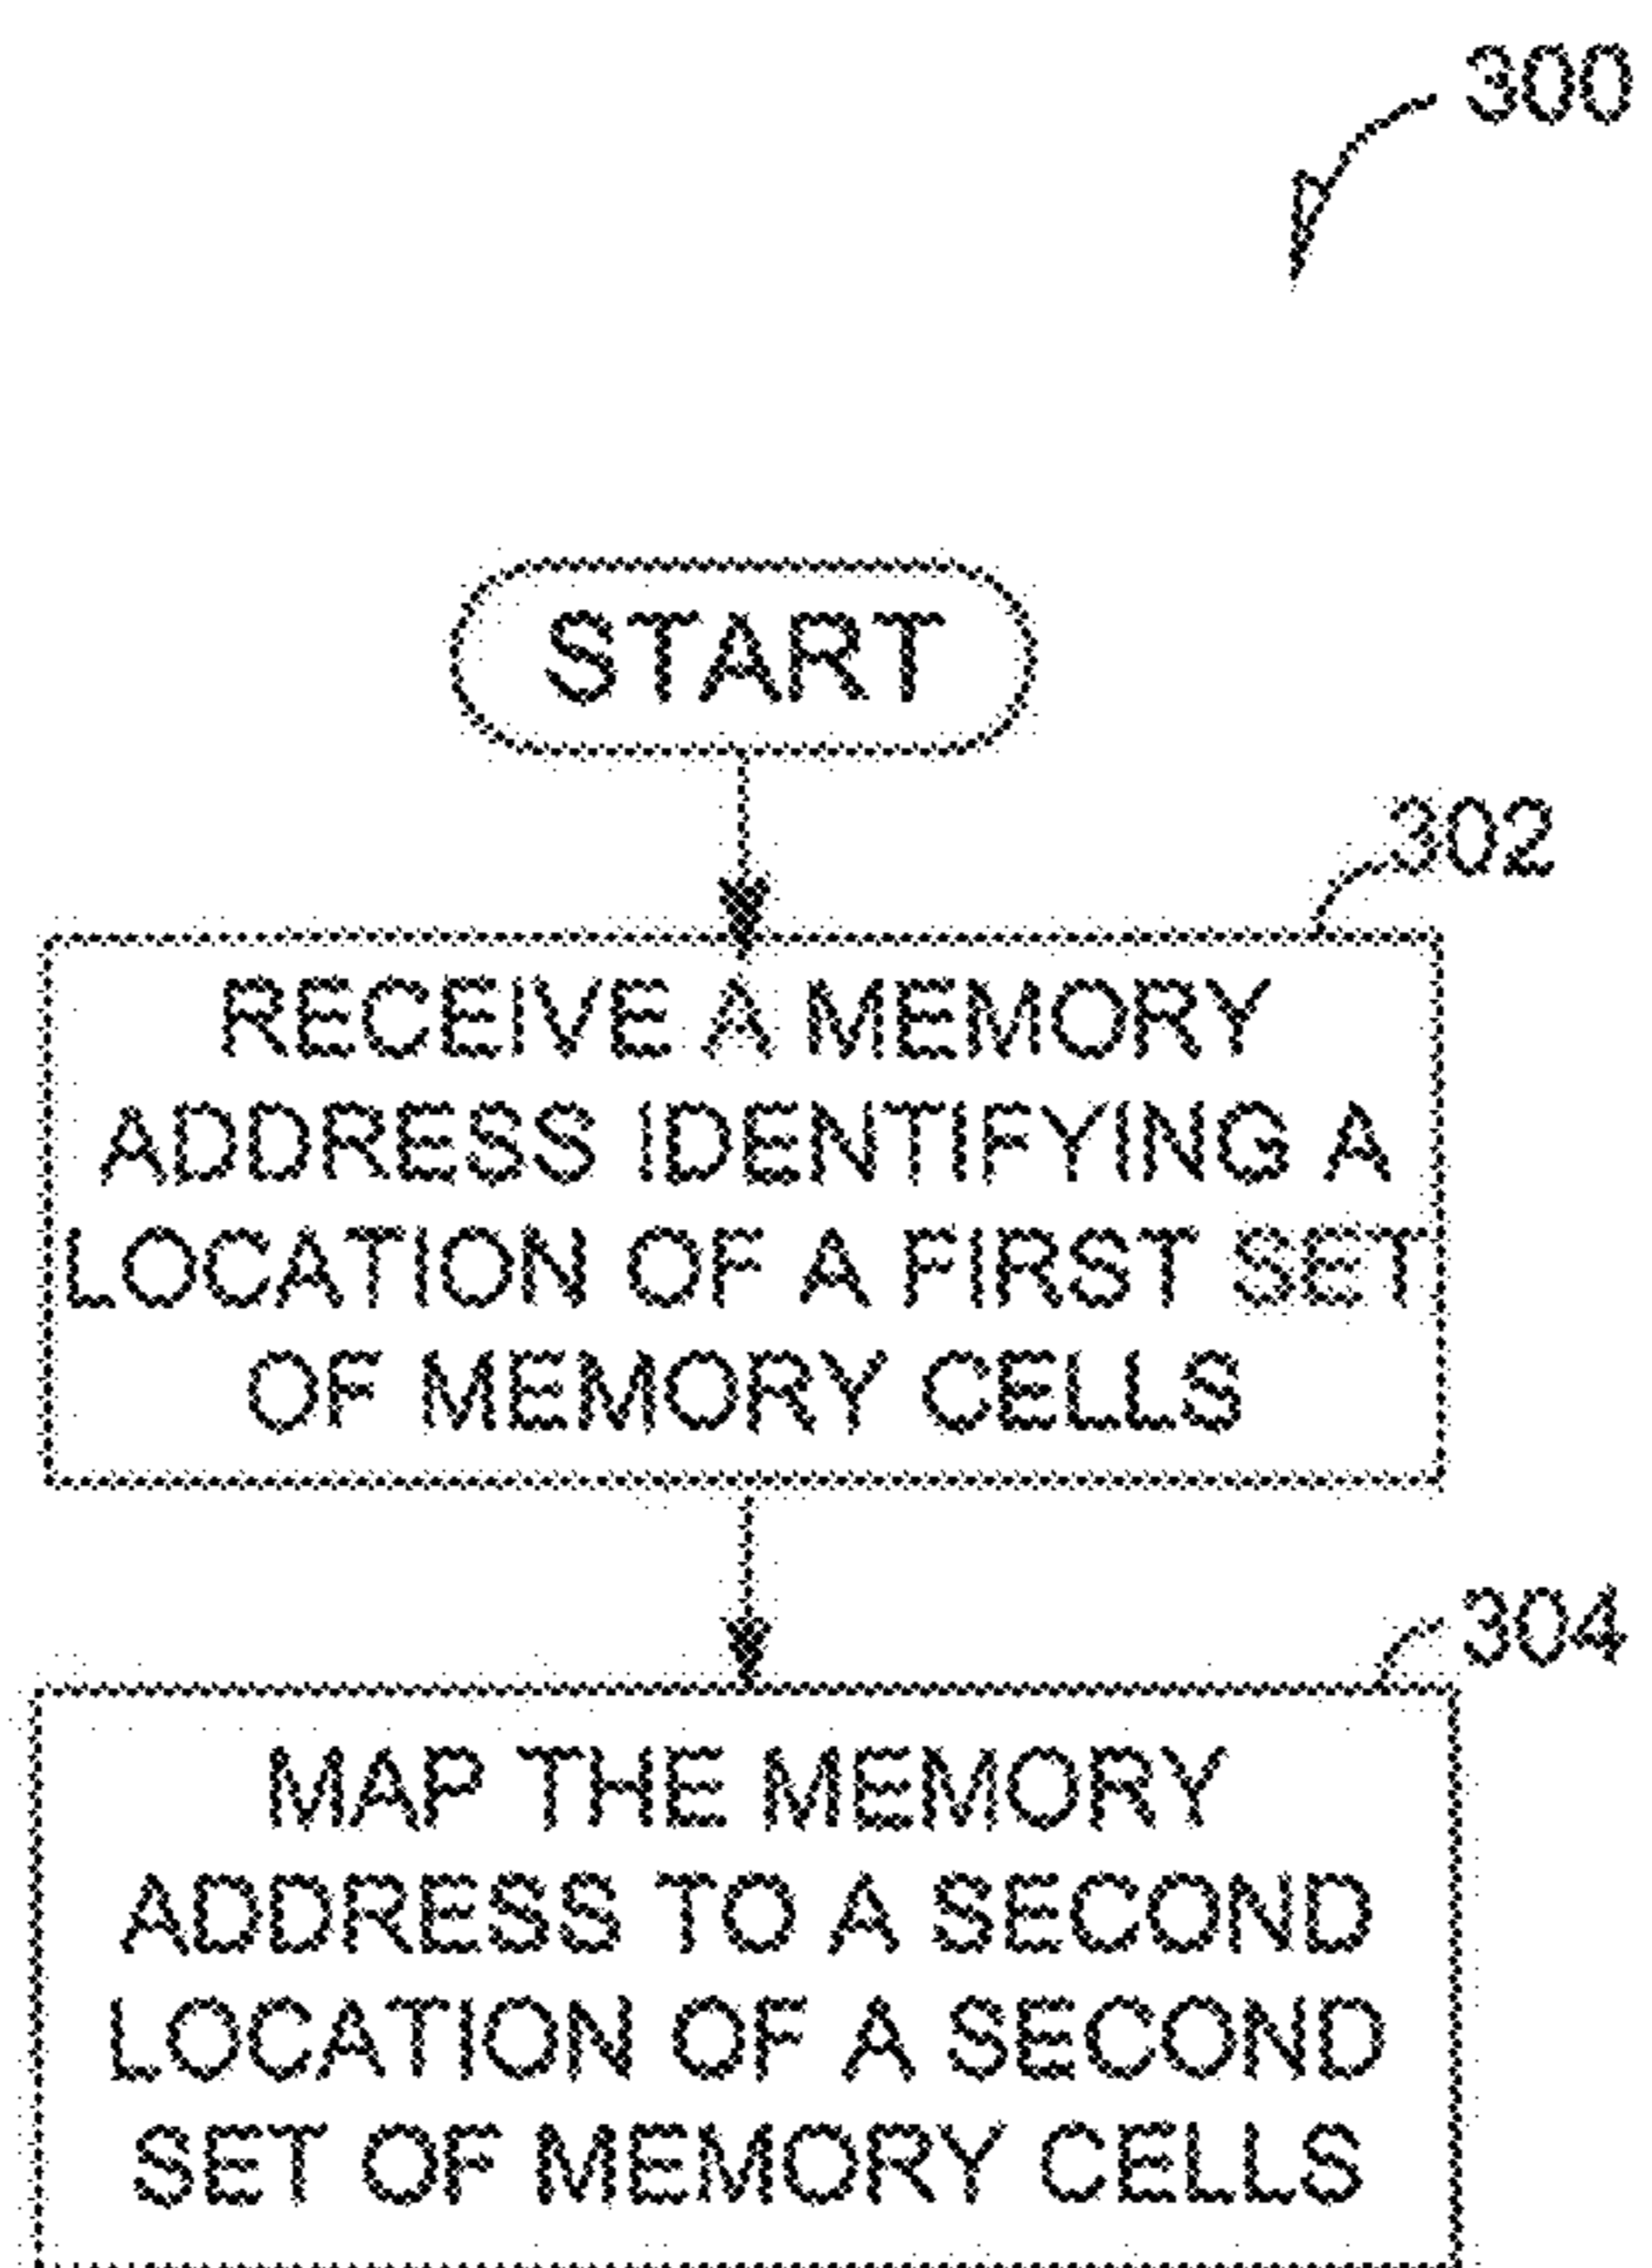 300
START
302
RECEIVE A MEMORY
ADDRESS IDENTIFYING A
LOCATION OF A FIRST SET
OF MEMORY CELLS
304
MAP THE MEMORY
ADDRESS TO A SECOND
LOCATION OF A SECOND
SET OF MEMORY CELLS